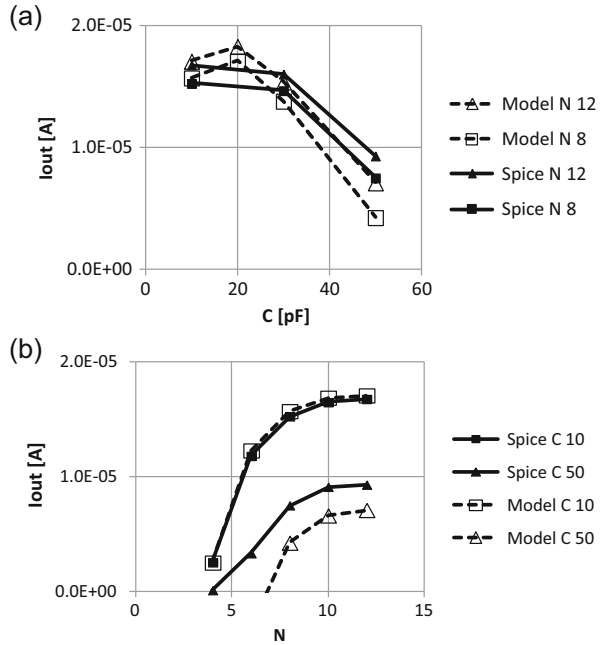 (a)
2.0E-05
1.0E-05
0.0E+00
Iout [A]
0 20 40 60
C [pF]
Model N 12
Model N 8
Spice N 12
Spice N 8
(b)
2.0E-05
1.0E-05
0.0E+00
Iout [A]
0 5 10 15
N
Spice C 10
Spice C 50
Model C 10
Model C 50